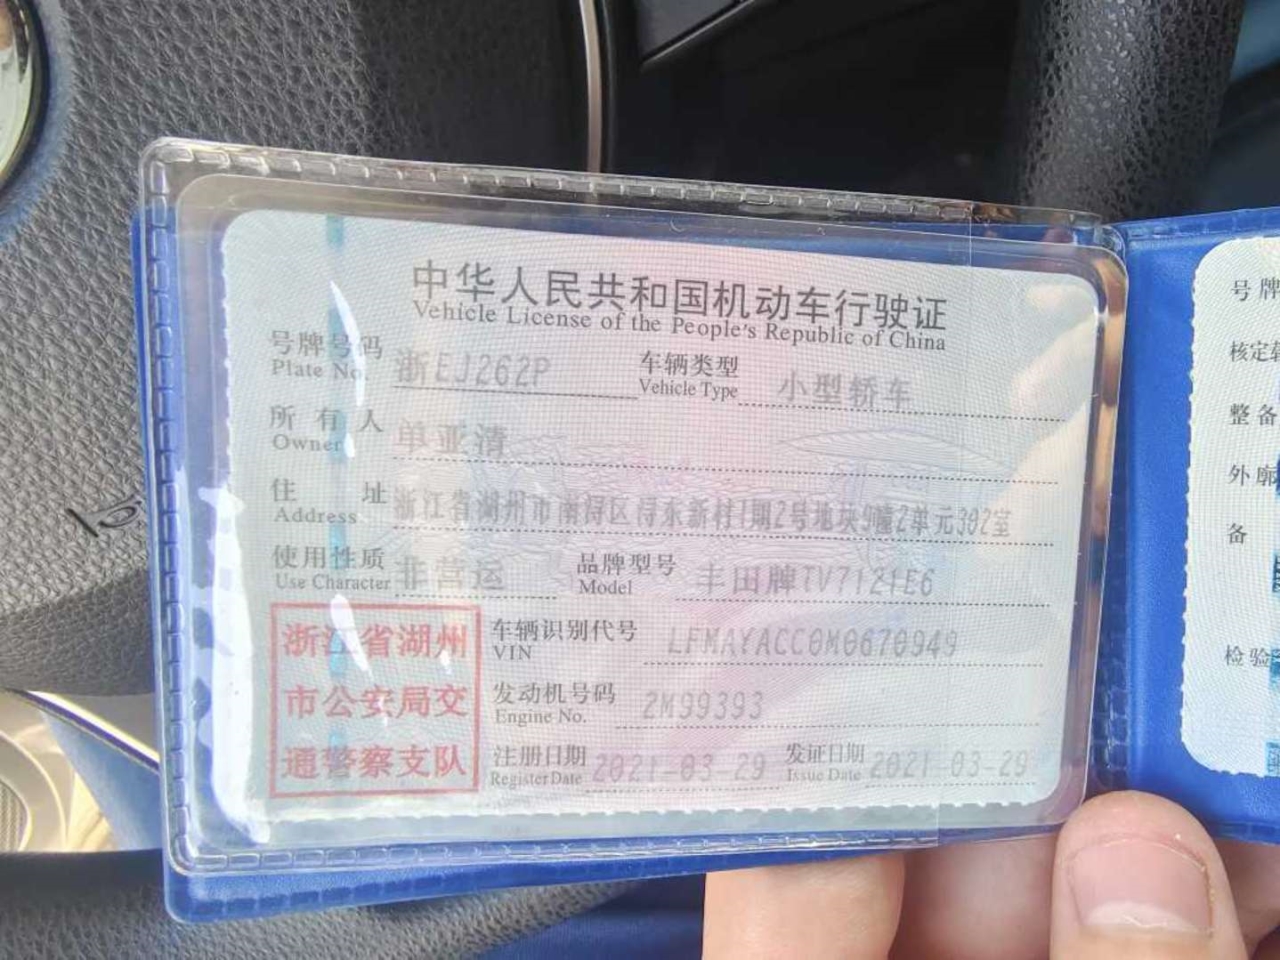 中华人民共和国机动车行驶证
Vehicle License of the People's Republic of China
号牌号码 浙EJ262P 车辆类型 小型轿车
Plate No. Vehicle Type
所有人 单亚清
Owner
住址 浙江省湖州市南浔区浔东新村1期2号地块9幢2单元302室
Address
使用性质 非营运 品牌型号 丰田牌TV7121E6
Use Character Model
浙江省湖州
市公安局交
通警察支队
车辆识别代号 LFMAYACC0M0670949
VIN
发动机号码 2M99393
Engine No.
注册日期 2021-03-29 发证日期 2021-03-29
Register Date Issue Date
号牌
核定
整备
外廓
备
检验